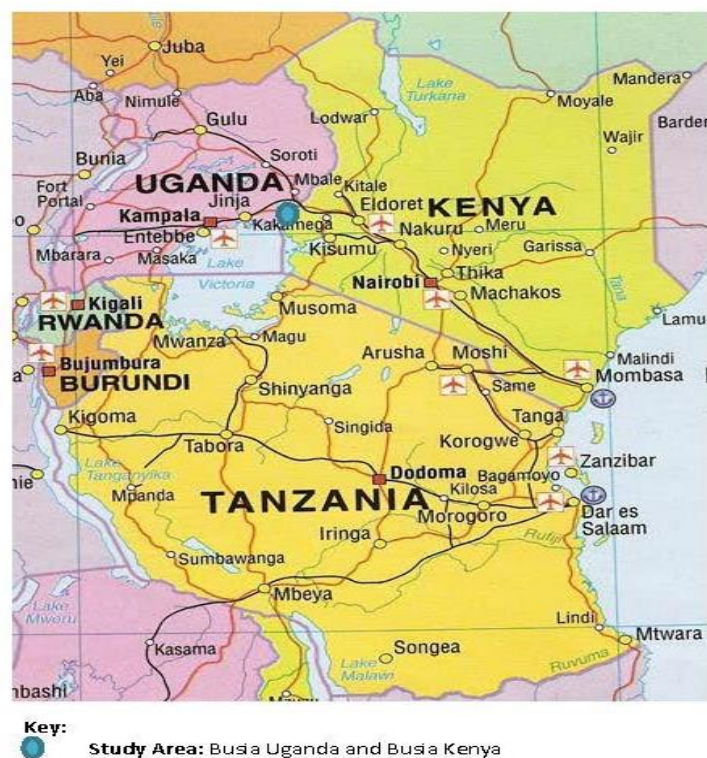 Juba
Yei
Aba
Nimule
Lake
Turkana
Mandera
Moyale
Gulu
Lodwar
Wajir
Barder
Bunia
Soroti
UGANDA
Mbale
Kitale
Fort
Portal
Jinja
Eldoret
KENYA
Kampala
Kakamega
Nakuru
Meru
Entebbe
Kisumu
Nyeri
Garissa
Mbarara
Masaka
Lake
Victoria
Thika
Nairobi
Machakos
Tana
Kigali
RWANDA
Musoma
Lamu
Mwanza
Magu
Arusha
Moshi
Malindi
Mombasa
Bujumbura
BURUNDI
Shinyanga
Same
Kigoma
Tabora
Singida
Korogwe
Tanga
Lake
Tanganyika
Dodoma
Bagamoyo
Zanzibar
nie
Mpanda
TANZANIA
Kilosa
Morogoro
Dar es
Salaam
Iringa
Rufiji
Sumbawanga
Mbeya
Lake
Mweru
Lindi
Kasama
Songea
Mtwara
mbashi
Lake
Malawi
Ruvuma
Key:
Study Area: Busia Uganda and Busia Kenya